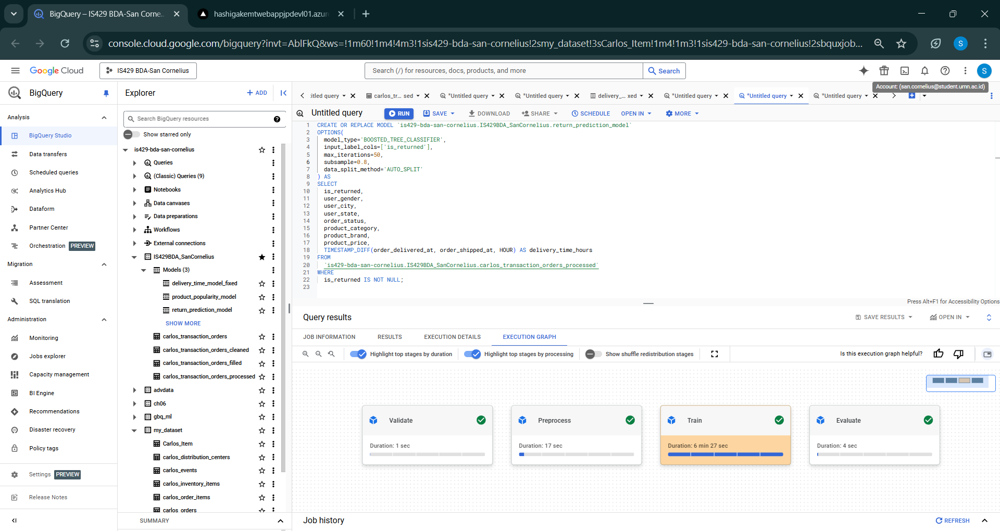 BigQuery – IS429 BDA-San Corne..
hashigakemtwebappjpdevl01.azur
console.cloud.google.com/bigquery?invt=AblFkQ&ws=!1m60!1m4!4m3!1sis429-bda-san-cornelius!2smy_dataset!3sCarlos_Item!1m4!1m3!1sis429-bda-san-cornelius!2sbquxjob...
S
Google Cloud
IS429 BDA-San Cornelius
Search (/) for resources, docs, products, and more
Search
S
Account: (san.cornelius@student.umn.ac.id)
BigQuery
Analysis
BigQuery Studio
Data transfers
Scheduled queries
Analytics Hub
Dataform
Partner Center
Orchestration PREVIEW
Migration
Assessment
SQL translation
Administration
Monitoring
Jobs explorer
Capacity management
BI Engine
Recommendations
Disaster recovery
Policy tags
Settings PREVIEW
Release Notes
Explorer
+ ADD
Search BigQuery resources
Show starred only
is429-bda-san-cornelius
Queries
(Classic) Queries (9)
Notebooks
Data canvases
Data preparations
Workflows
External connections
IS429BDA_SanCornelius
Models (3)
delivery_time_model_fixed
product_popularity_model
return_prediction_model
SHOW MORE
carlos_transaction_orders
carlos_transaction_orders_cleaned
carlos_transaction_orders_filled
carlos_transaction_orders_processed
advdata
ch06
gbq_ml
my_dataset
Carlos_Item
carlos_distribution_centers
carlos_events
carlos_inventory_items
carlos_order_items
carlos_orders
SUMMARY
:itled query
carlos_tr... sed
*Untitled query
*Untitled query
delivery_... xed
*Untitled query
*Untitled query
*Untitled query
Untitled query
RUN
SAVE
DOWNLOAD
SHARE
SCHEDULE
OPEN IN
MORE
1 CREATE OR REPLACE MODEL `is429-bda-san-cornelius.IS429BDA_SanCornelius.return_prediction_model`
2 OPTIONS(
3 model_type='BOOSTED_TREE_CLASSIFIER',
4 input_label_cols=['is_returned'],
5 max_iterations=50,
6 subsample=0.8,
7 data_split_method='AUTO_SPLIT'
8 ) AS
9 SELECT
10 is_returned,
11 user_gender,
12 user_city,
13 user_state,
14 order_status,
15 product_category,
16 product_brand,
17 product_price,
18 TIMESTAMP_DIFF(order_delivered_at, order_shipped_at, HOUR) AS delivery_time_hours
19 FROM
20 `is429-bda-san-cornelius.IS429BDA_SanCornelius.carlos_transaction_orders_processed`
21 WHERE
22 is_returned IS NOT NULL;
23
Press Alt+F1 for Accessibility Options
Query results
SAVE RESULTS
OPEN IN
JOB INFORMATION
RESULTS
EXECUTION DETAILS
EXECUTION GRAPH
Highlight top stages by duration
Highlight top stages by processing
Show shuffle redistribution stages
Is this execution graph helpful?
Validate
Duration: 1 sec
Preprocess
Duration: 17 sec
Train
Duration: 6 min 27 sec
Evaluate
Duration: 4 sec
Job history
REFRESH